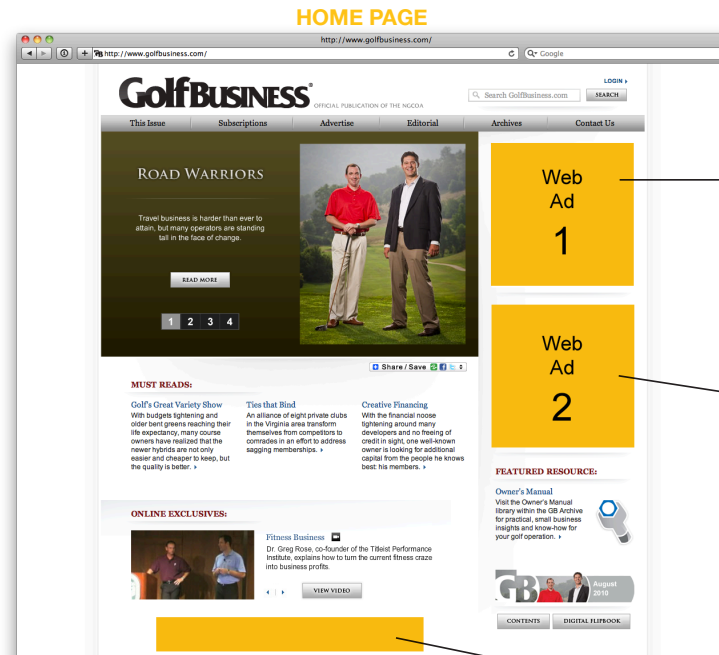 HOME PAGE
http://www.golfbusiness.com/
http://www.golfbusiness.com/
Google
GOLFBUSINESS®
OFFICIAL PUBLICATION OF THE NGCOA
LOGIN
Search GolfBusiness.com
SEARCH
This Issue
Subscriptions
Advertise
Editorial
Archives
Contact Us
ROAD WARRIORS
Travel business is harder than ever to
attain, but many operators are standing
tall in the face of change.
READ MORE
1 2 3 4
Web
Ad
1
Web
Ad
2
Share / Save
MUST READS:
Golf's Great Variety Show
With budgets tightening and
older bent greens reaching their
life expectancy, many course
owners have realized that the
newer hybrids are not only
easier and cheaper to keep, but
the quality is better.
Ties that Bind
An alliance of eight private clubs
in the Virginia area transform
themselves from competitors to
comrades in an effort to address
sagging memberships.
Creative Financing
With the financial noose
tightening around many
developers and no freeing of
credit in sight, one well-known
owner is looking for additional
capital from the people he knows
best: his members.
FEATURED RESOURCE:
Owner's Manual
Visit the Owner's Manual
library within the GB Archive
for practical, small business
insights and know-how for
your golf operation.
ONLINE EXCLUSIVES:
Fitness Business
Dr. Greg Rose, co-founder of the Titleist Performance
Institute, explains how to turn the current fitness craze
into business profits.
VIEW VIDEO
GB
August
2010
CONTENTS
DIGITAL FLIPBOOK